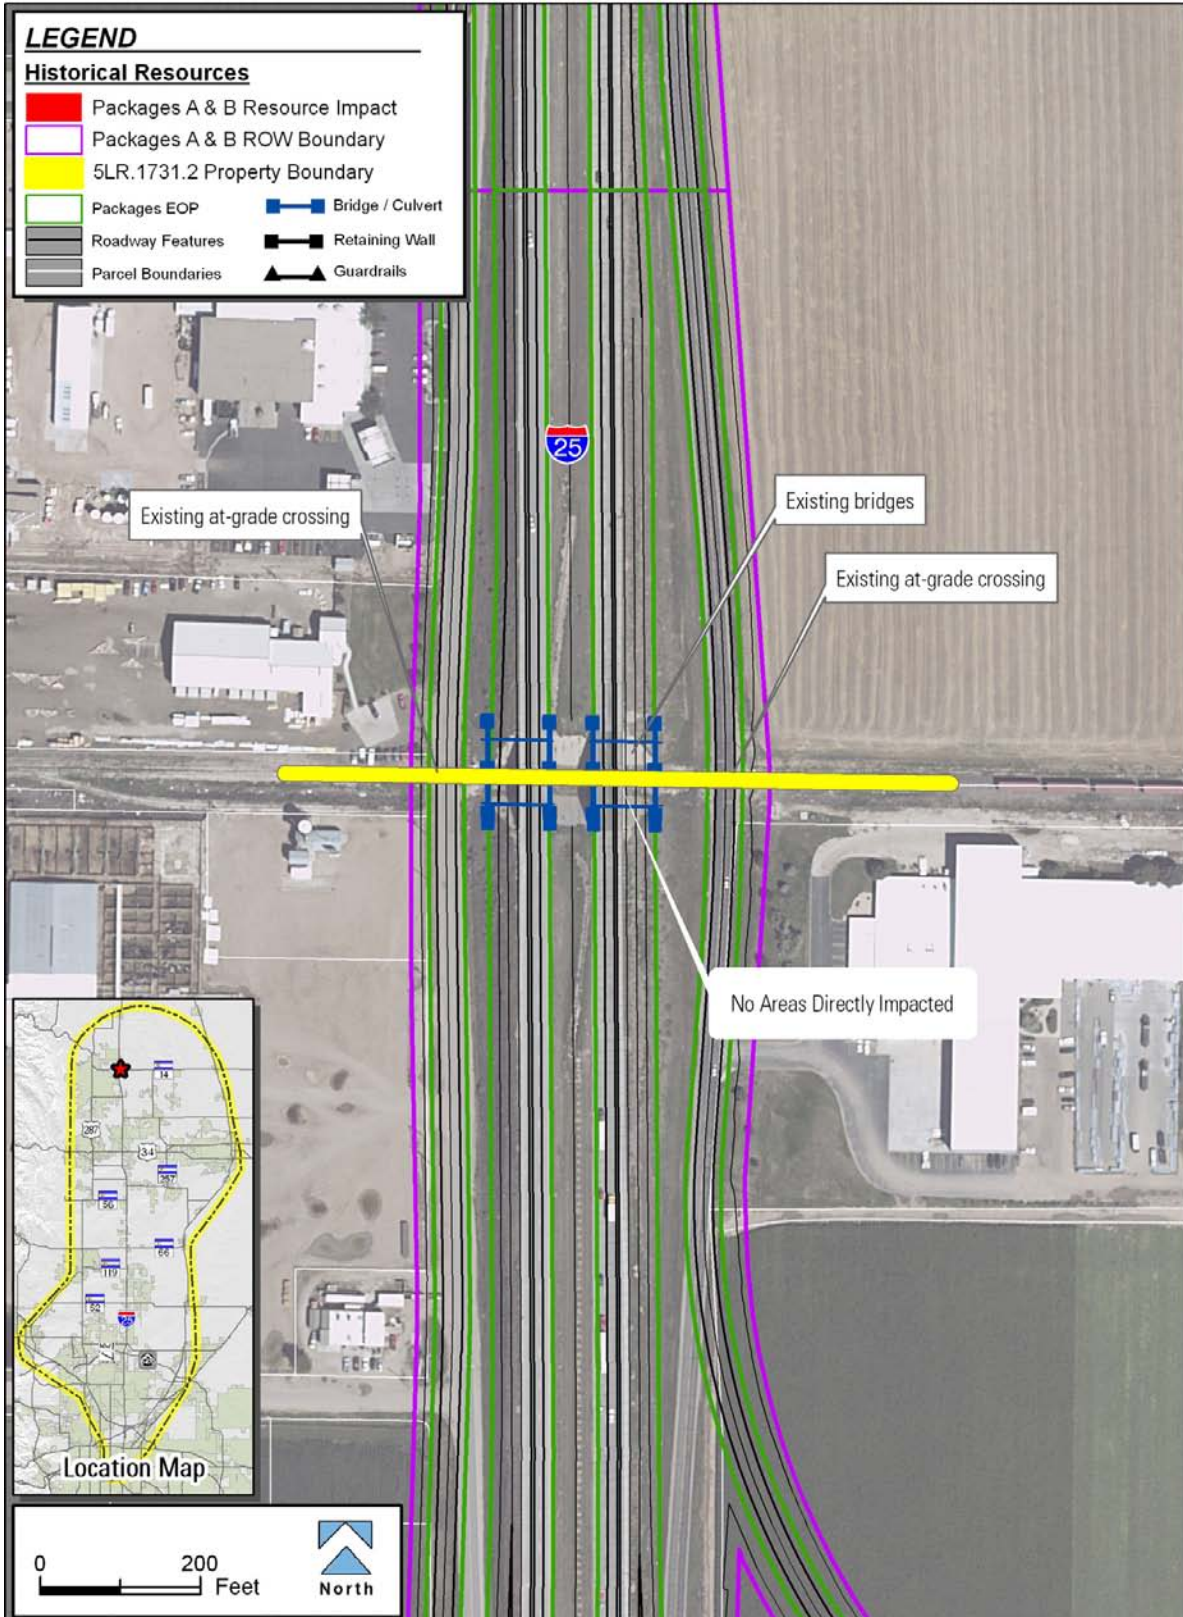 LEGEND
Historical Resources
Packages A & B Resource Impact
Packages A & B ROW Boundary
5LR.1731.2 Property Boundary
Packages EOP
Bridge / Culvert
Roadway Features
Retaining Wall
Parcel Boundaries
Guardrails
25
Existing bridges
Existing at-grade crossing
Existing at-grade crossing
No Areas Directly Impacted
14
287
34
257
56
66
119
52
25
Location Map
0
200
Feet
North